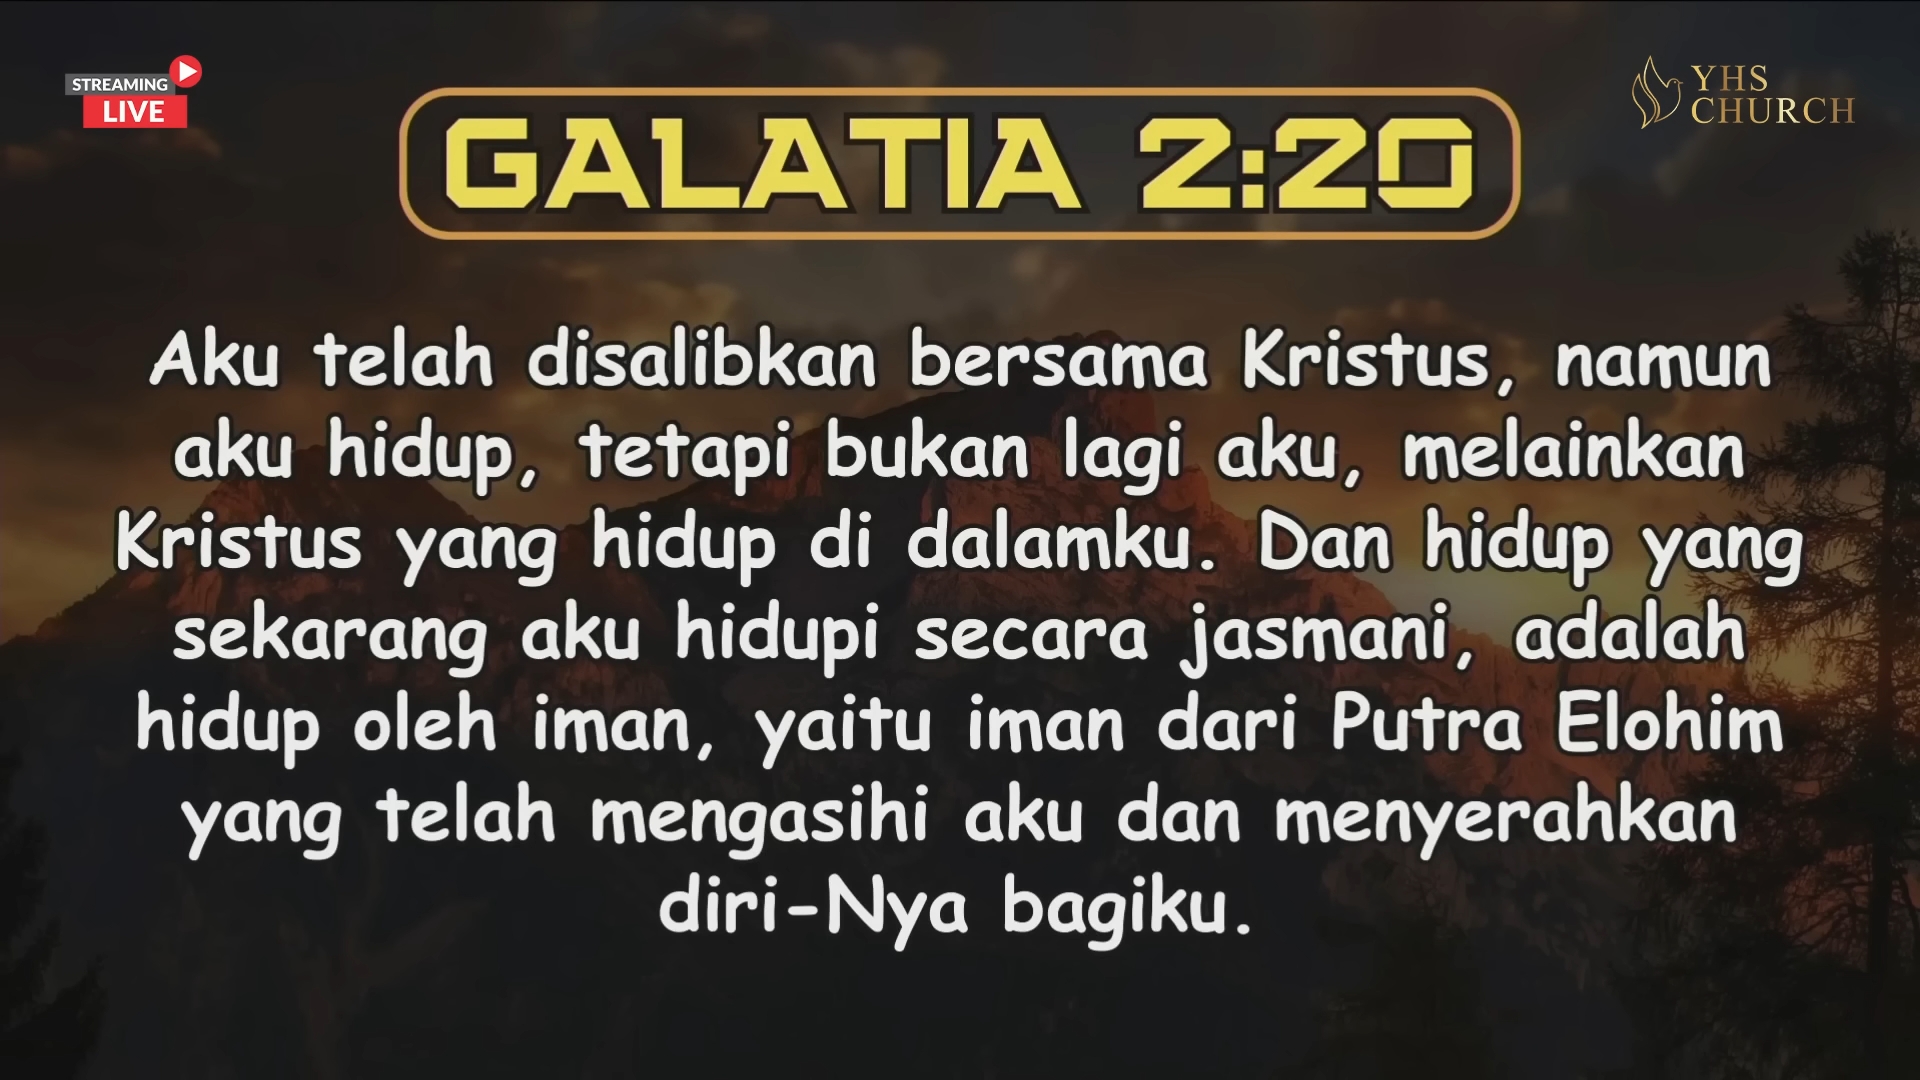 STREAMING
LIVE
YHS
CHURCH
GALATIA 2:20
Aku telah disalibkan bersama Kristus, namun
aku hidup, tetapi bukan lagi aku, melainkan
Kristus yang hidup di dalamku. Dan hidup yang
sekarang aku hidupi secara jasmani, adalah
hidup oleh iman, yaitu iman dari Putra Elohim
yang telah mengasihi aku dan menyerahkan
diri-Nya bagiku.